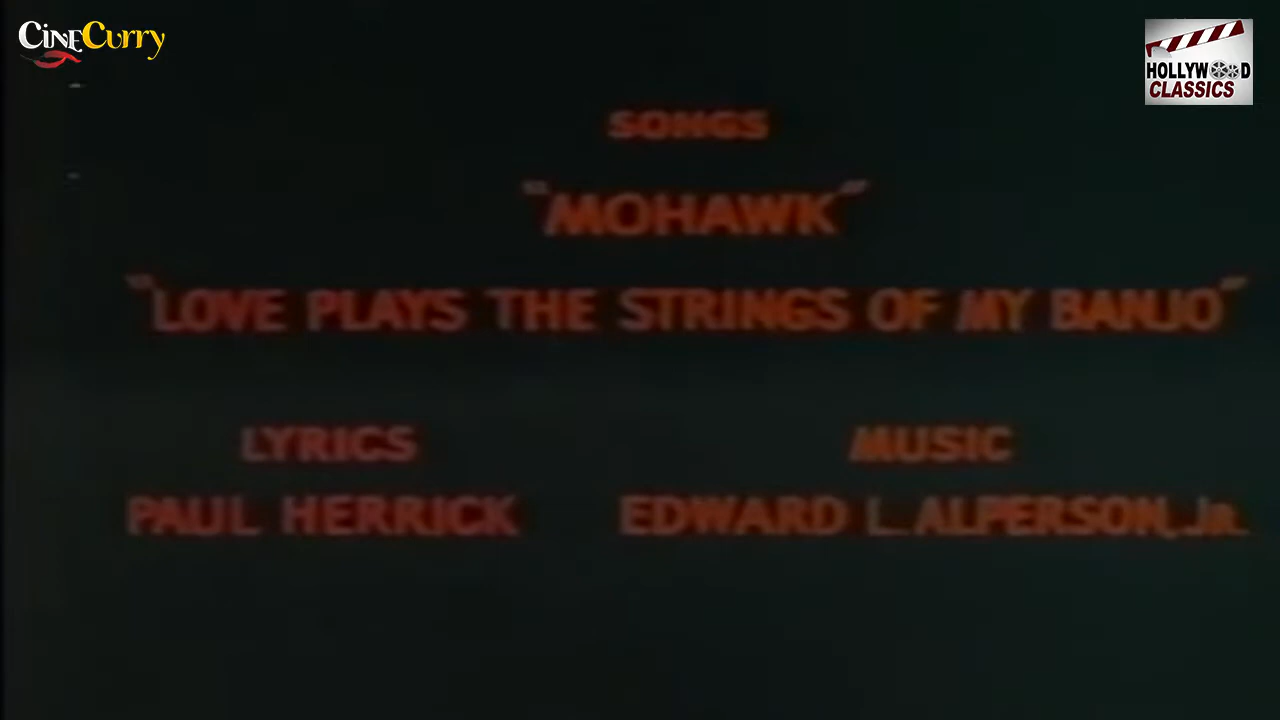 CINECURRY
HOLLYWOOD
CLASSICS
SONGS
"MOHAWK"
"LOVE PLAYS THE STRINGS OF MY BANJO"
LYRICS
MUSIC
PAUL HERRICK
EDWARD L. ALPERSON, Jr.